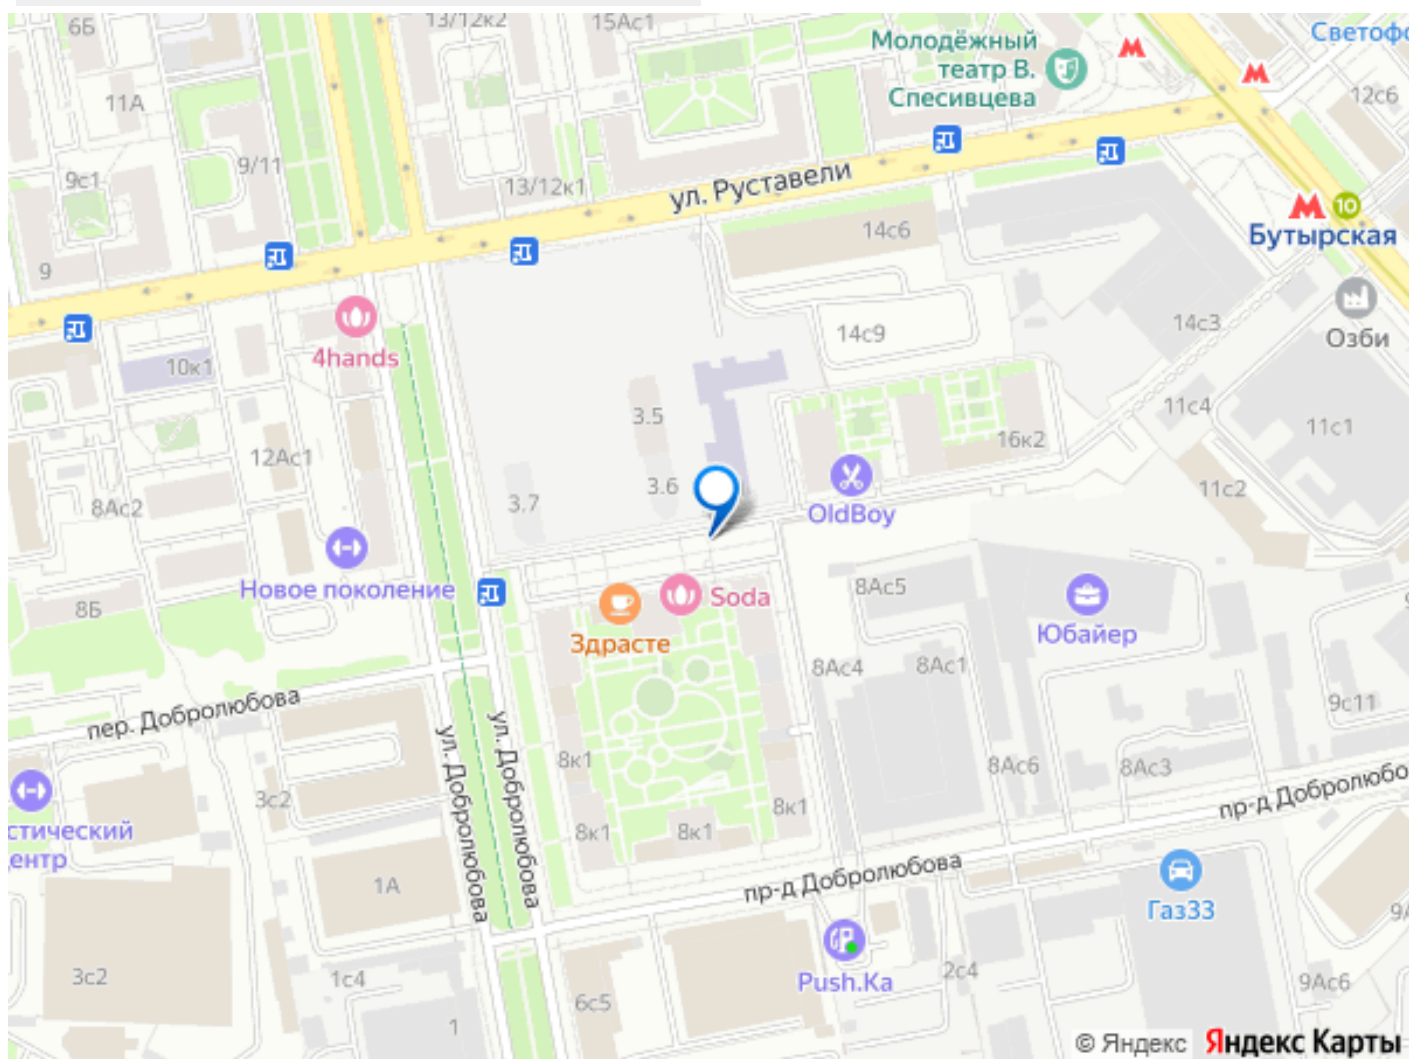 6Б
13/12к2
15Ас1
Молодёжный
театр В.
Спесивцева
Светоф
11А
12с6
9с1
9/11
13/12к1
ул. Руставели
10
Бутырская
14с6
9
Озби
14с3
14с9
4hands
10к1
3.5
11с4
11с1
16к2
12Ас1
3.6
3.7
11с2
8Ас2
OldBoy
Новое поколение
8Ас5
Soda
8Б
Здрасте
Юбайер
8Ас4
8Ас1
пер. Добролюбова
9с11
ул. Добролюбова
ул. Добролюбова
8к1
8Ас6
8Ас3
пр-д Добролюбо
3с2
8к1
стический
ентр
8к1
8к1
пр-д Добролюбова
1А
Газ33
9А
3с2
1с4
Push.Ka
2с4
9Ас6
6с5
1
© Яндекс Яндекс Карты